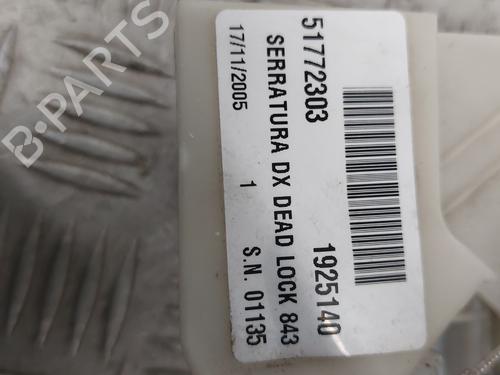 51772303 1925140
SERRATURA DX DEAD LOCK 843
17/11/2005 1 S.N. 01135
B-PARTS